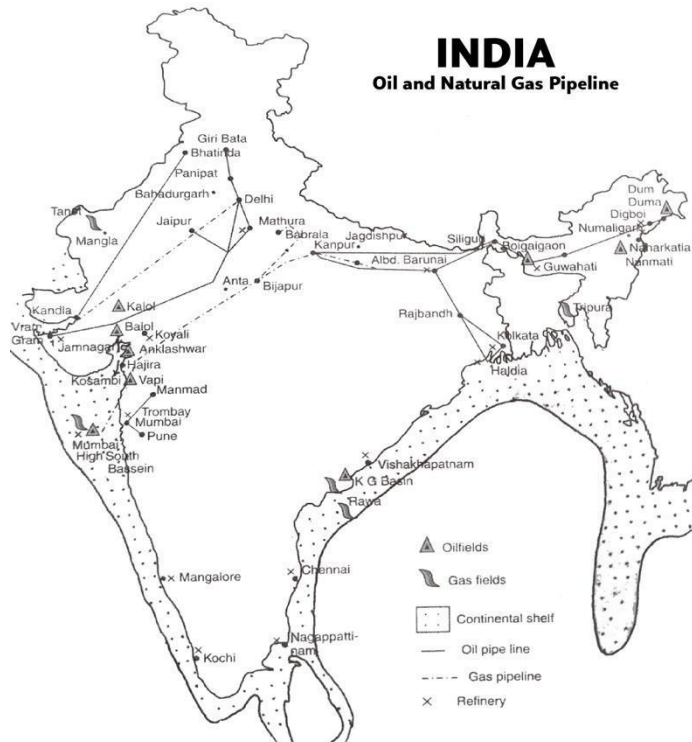 INDIA
Oil and Natural Gas Pipeline
Giri Bata
Bhatinda
Panipat
Bahadurgarh
Delhi
Tanot
Mangla
Jaipur
Mathura
Babrala
Jagdishpur
Kanpur
Siliguri
Boigaigaon
Dum
Duma
Digboi
Numaligarh
Naharkatia
Nanmati
Guwahati
Albd.
Barunai
Anta.
Bijapur
Kandla
Kalol
Rajbandh
Tripura
Vratn
Gram
Balol
Koyali
Jamnagar
Anklashwar
Kolkata
Hajira
Haldia
Kosambi
Vapi
Manmad
Trombay
Mumbai
Pune
Mumbai
High South
Bassein
Vishakhapatnam
K G Basin
Rawa
Mangalore
Chennai
Kochi
Nagappatti-
nam
Oilfields
Gas fields
Continental shelf
Oil pipe line
Gas pipeline
Refinery